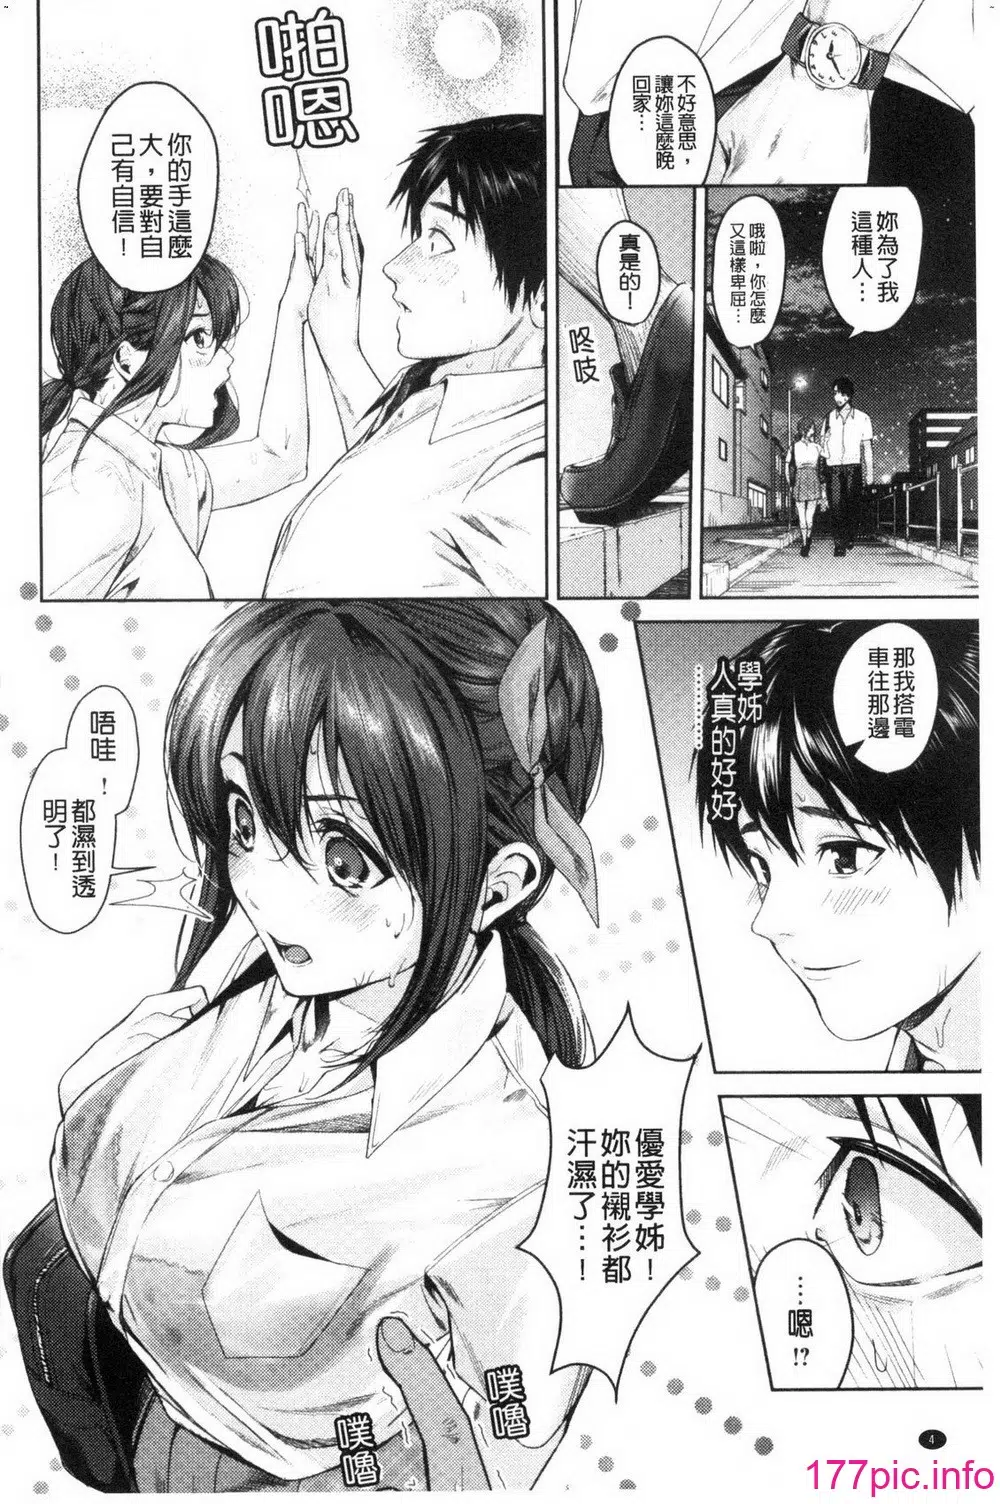 不好意思，
讓妳這麼晚
回家…
妳為了我
這種人…
哦啦，你怎麼
又這樣卑屈…
真是的！
咚吱
啪
嗯
你的手這麼
大，要對自
己有自信！
那我搭電
車往那邊
學姊
人真的好好
………
…
嗯!?
優愛學姊！
妳的襯衫都
汗濕了…！
唔哇！
都濕到透
明了！
噗嚕
噗嚕
4
177pic.info